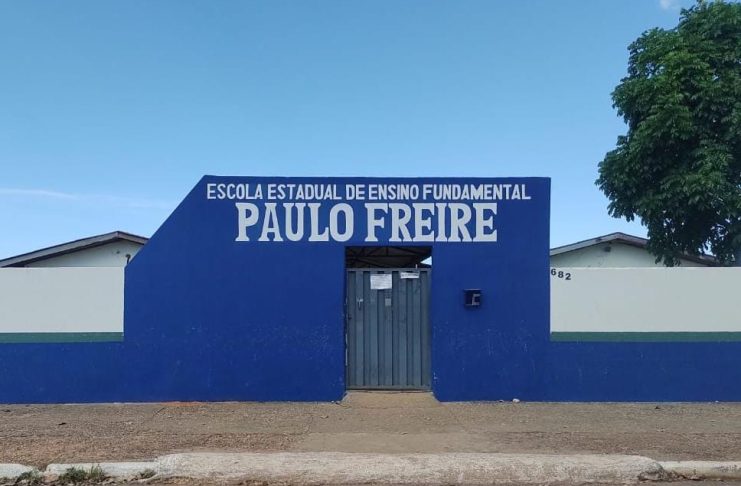 ESCOLA ESTADUAL DE ENSINO FUNDAMENTAL
PAULO FREIRE
682